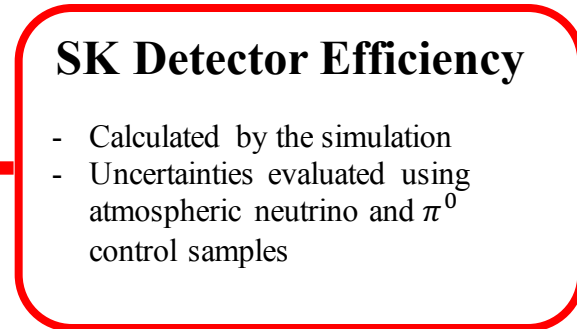 SK Detector Efficiency
- Calculated by the simulation
- Uncertainties evaluated using
atmospheric neutrino and π⁰
control samples